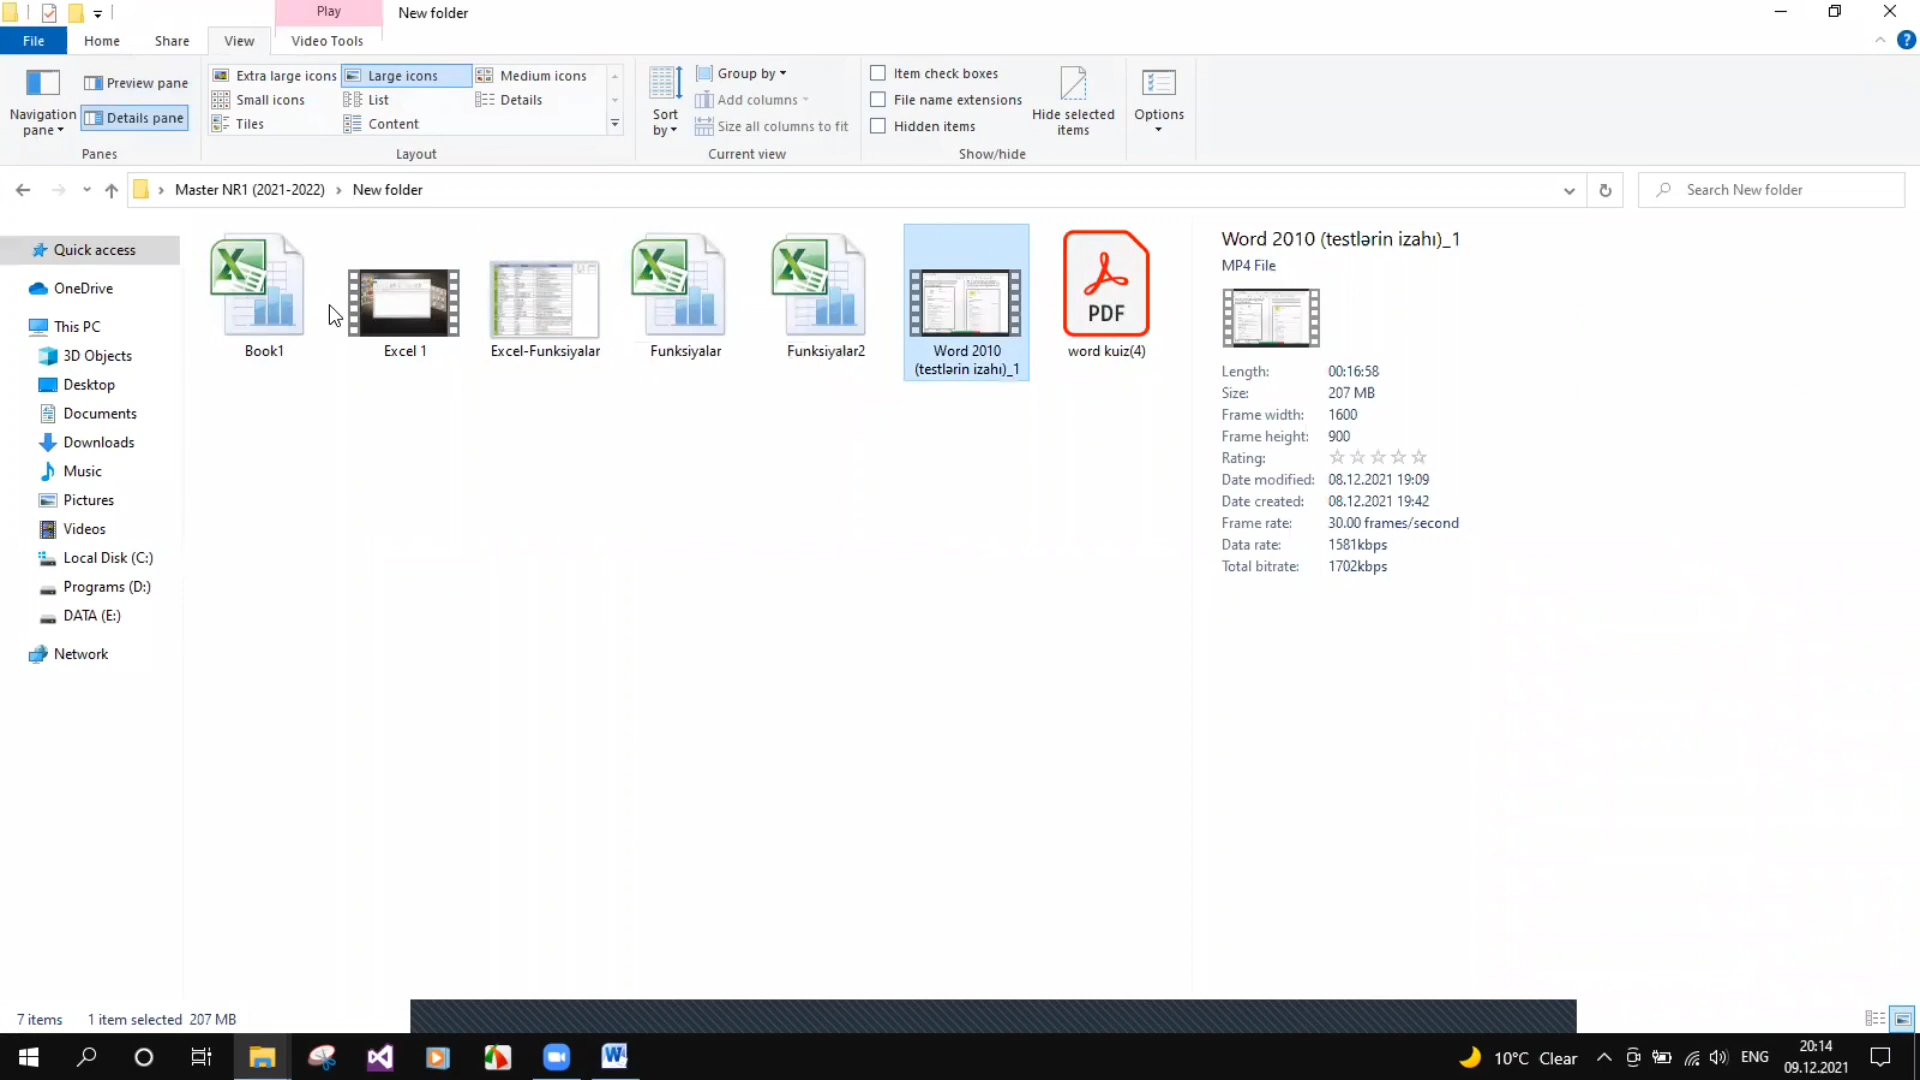 Play
New folder
File
Home
Share
View
Video Tools
Navigation pane
Preview pane
Details pane
Panes
Extra large icons
Large icons
Medium icons
Small icons
List
Details
Tiles
Content
Layout
Sort by
Group by
Add columns
Size all columns to fit
Current view
Item check boxes
File name extensions
Hidden items
Hide selected items
Show/hide
Options
Master NR1 (2021-2022) › New folder
Search New folder
Quick access
OneDrive
This PC
3D Objects
Desktop
Documents
Downloads
Music
Pictures
Videos
Local Disk (C:)
Programs (D:)
DATA (E:)
Network
Book1
Excel 1
Excel-Funksiyalar
Funksiyalar
Funksiyalar2
Word 2010
(testlərin izahı)_1
PDF
word kuiz(4)
Word 2010 (testlərin izahı)_1
MP4 File
Length: 00:16:58
Size: 207 MB
Frame width: 1600
Frame height: 900
Rating:
Date modified: 08.12.2021 19:09
Date created: 08.12.2021 19:42
Frame rate: 30.00 frames/second
Data rate: 1581kbps
Total bitrate: 1702kbps
7 items 1 item selected 207 MB
10°C Clear
ENG
20:14
09.12.2021